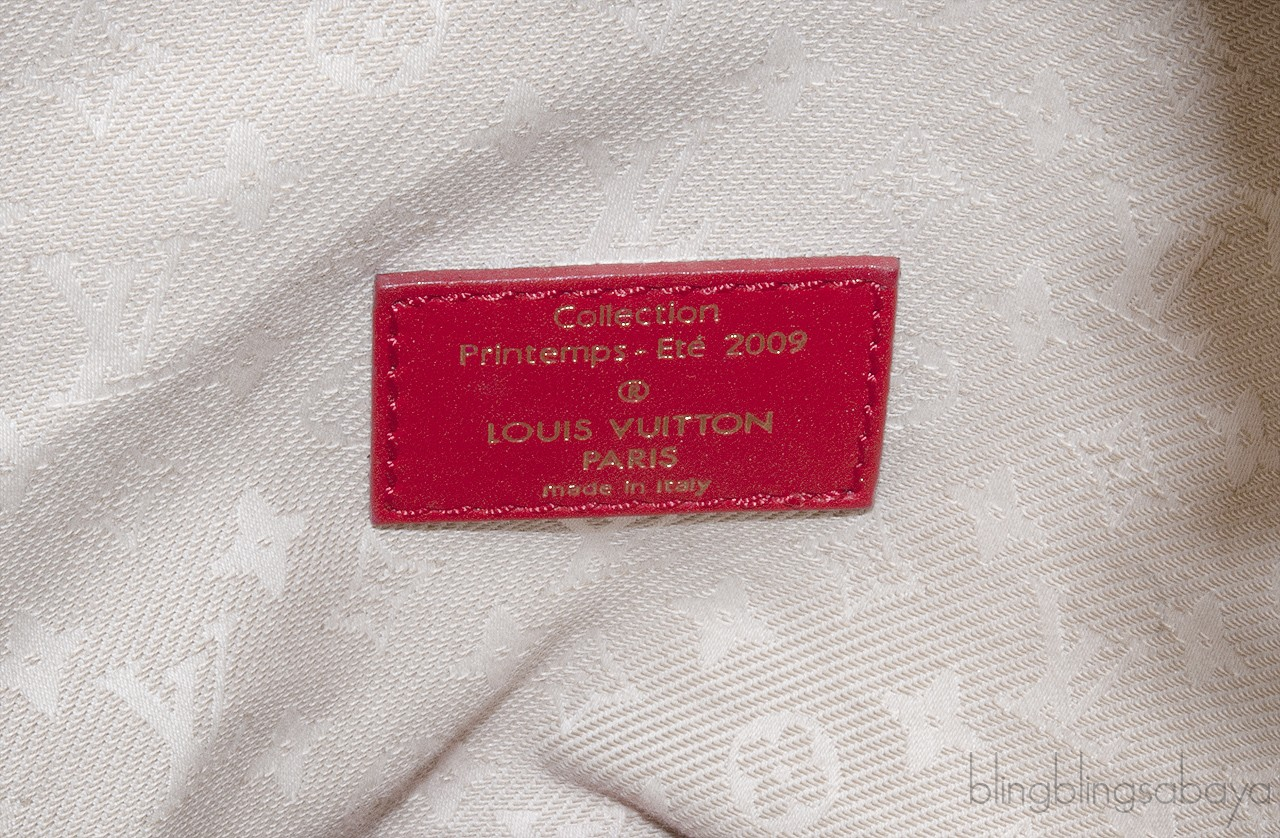 Collection
Printemps - Eté 2009
®
LOUIS VUITTON
PARIS
made in Italy
blingblingsabaya